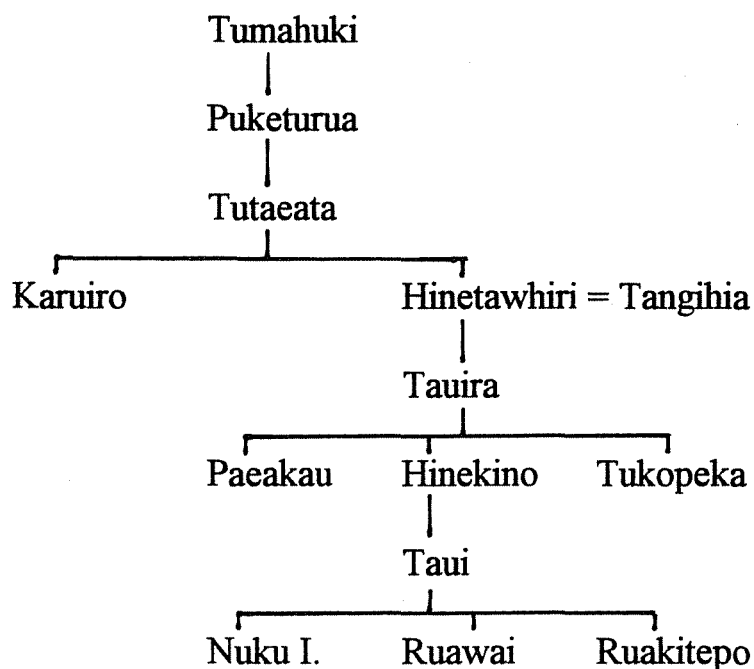 Tumahuki
Puketurua
Tutaeata
Karuiro Hinetawhiri = Tangihia
Tauira
Paeakau Hinekino Tukopeka
Taui
Nuku I. Ruawai Ruakitepo